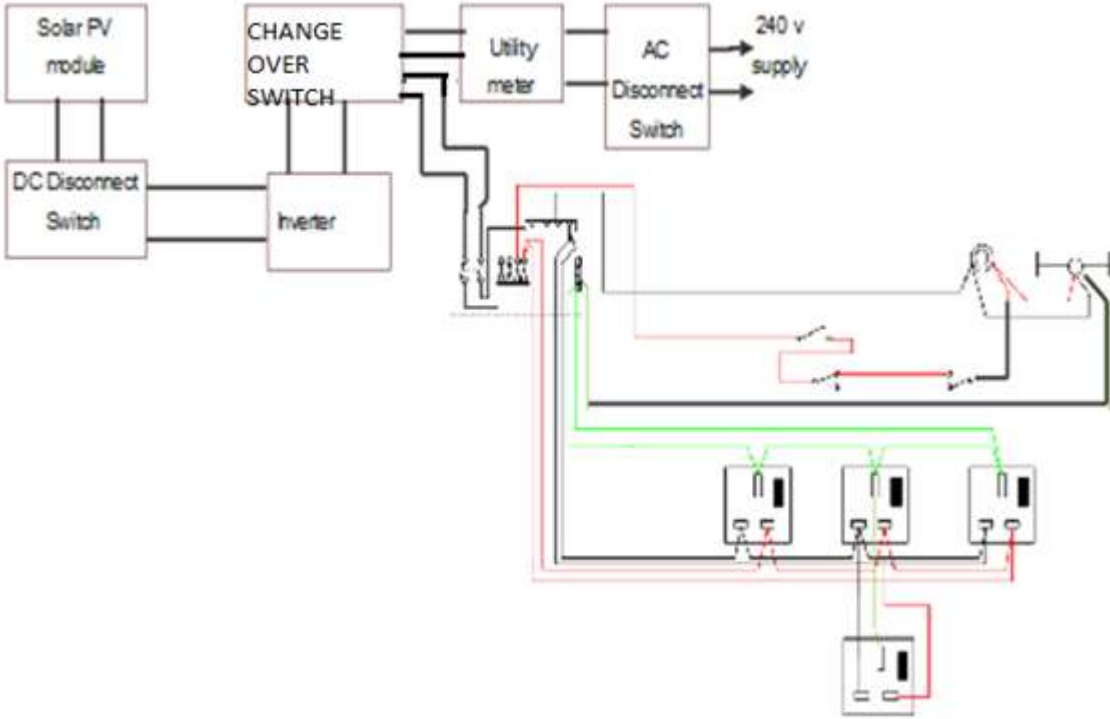 Solar PV
module
CHANGE
OVER
SWITCH
Utility
meter
AC
Disconnect
Switch
240 v
supply
DC Disconnect
Switch
Inverter